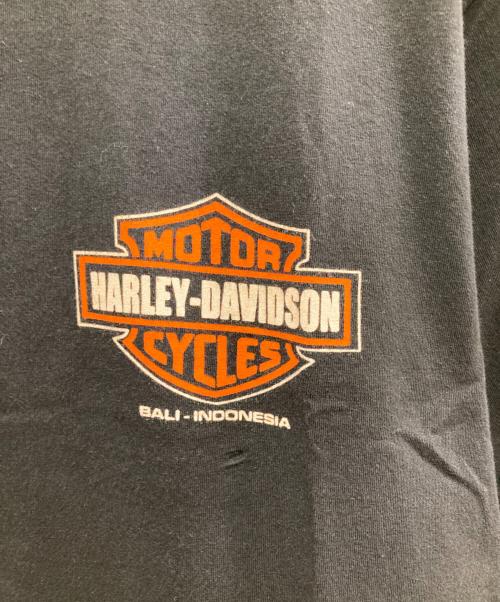 MOTOR
HARLEY-DAVIDSON
CYCLES
BALI - INDONESIA